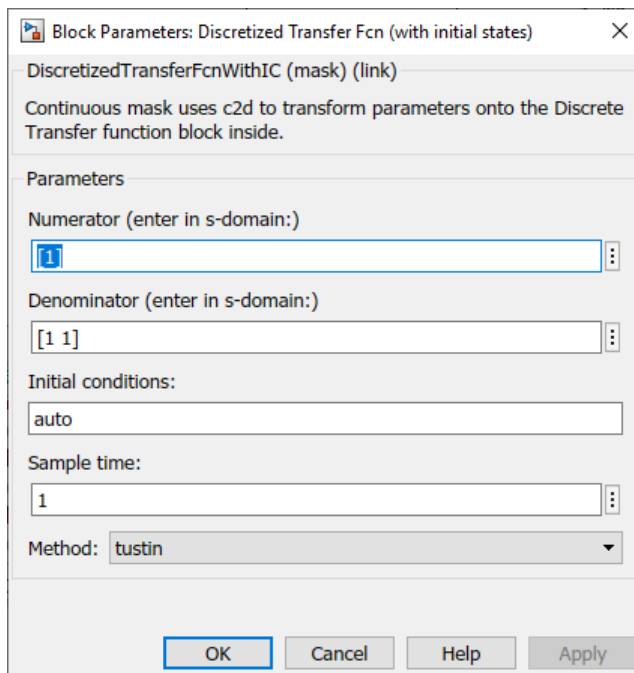 Block Parameters: Discretized Transfer Fcn (with initial states)
DiscretizedTransferFcnWithIC (mask) (link)
Continuous mask uses c2d to transform parameters onto the Discrete
Transfer function block inside.
Parameters
Numerator (enter in s-domain:)
[1]
Denominator (enter in s-domain:)
[1 1]
Initial conditions:
auto
Sample time:
1
Method: tustin
OK Cancel Help Apply